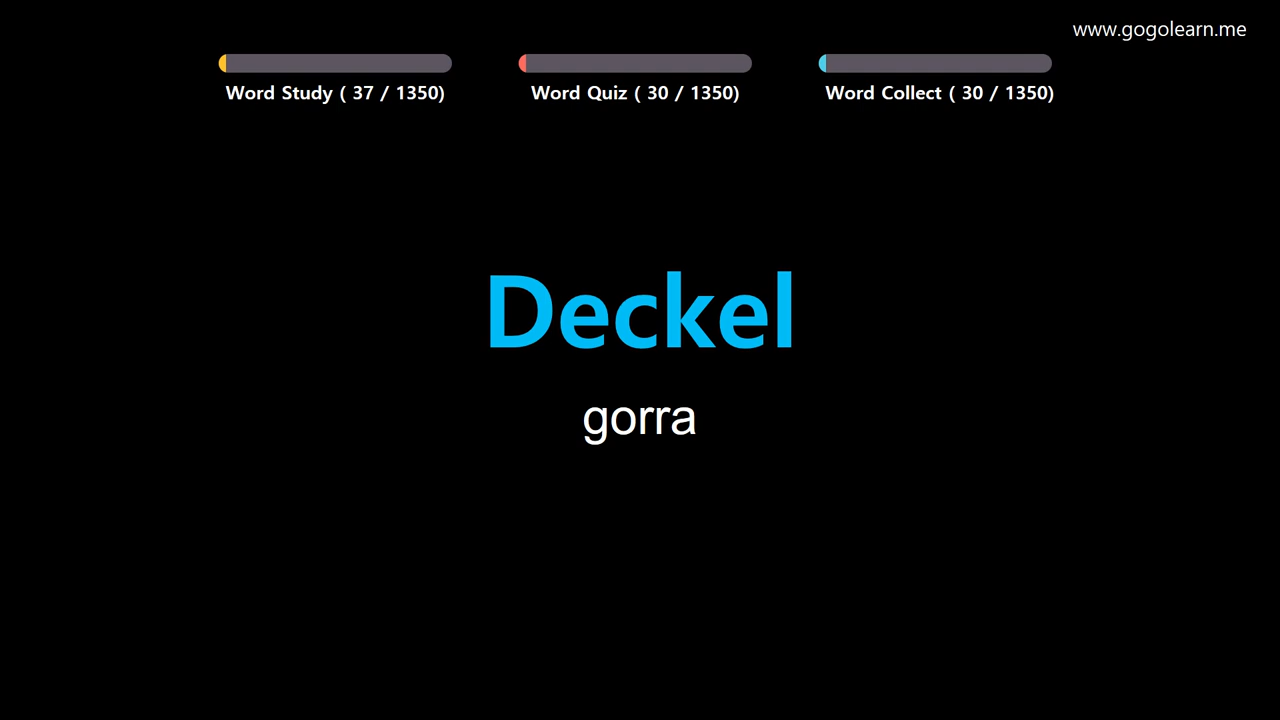 www.gogolearn.me
Word Study ( 37 / 1350)
Word Quiz ( 30 / 1350)
Word Collect ( 30 / 1350)
Deckel
gorra